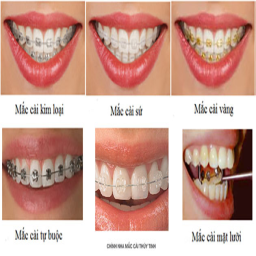 Mắc cài kim loại
Mắc cài sứ
Mắc cài vàng
Mắc cài tự buộc
CHỈNH NHA MẮC CÀI THỦY TINH
Mắc cài mặt lưỡi